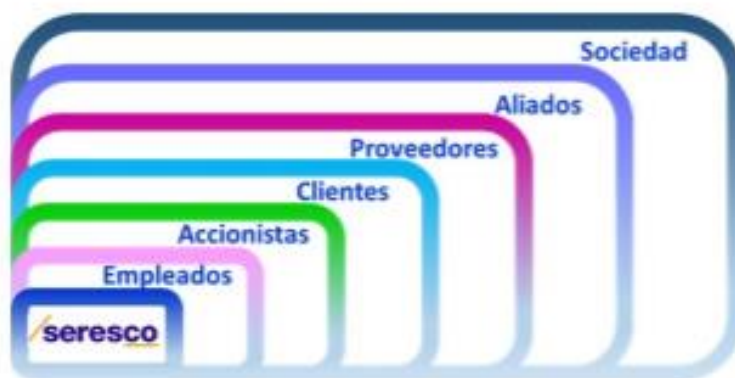 Sociedad
Aliados
Proveedores
Clientes
Accionistas
Empleados
seresco